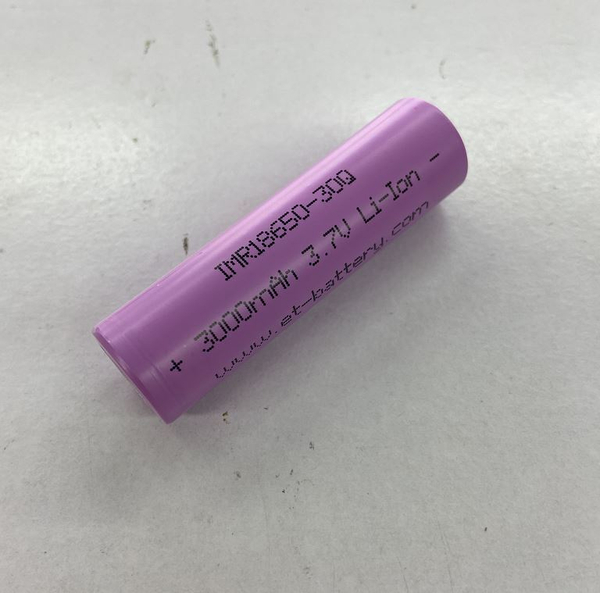 IMR18650-30Q
+ 3000mAh 3.7V Li-Ion -
www.et-battery.com